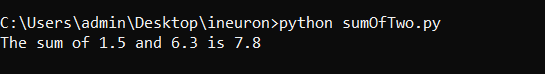 C:\Users\admin\Desktop\ineuron>python sumOfTwo.py
The sum of 1.5 and 6.3 is 7.8